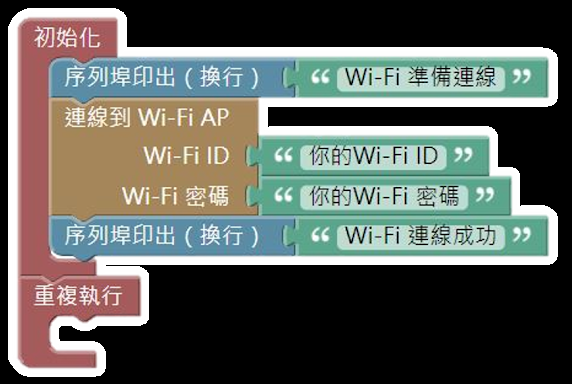 初始化
序列埠印出（換行） “ Wi-Fi 準備連線 ”
連線到 Wi-Fi AP
Wi-Fi ID “ 你的Wi-Fi ID ”
Wi-Fi 密碼 “ 你的Wi-Fi 密碼 ”
序列埠印出（換行） “ Wi-Fi 連線成功 ”
重複執行